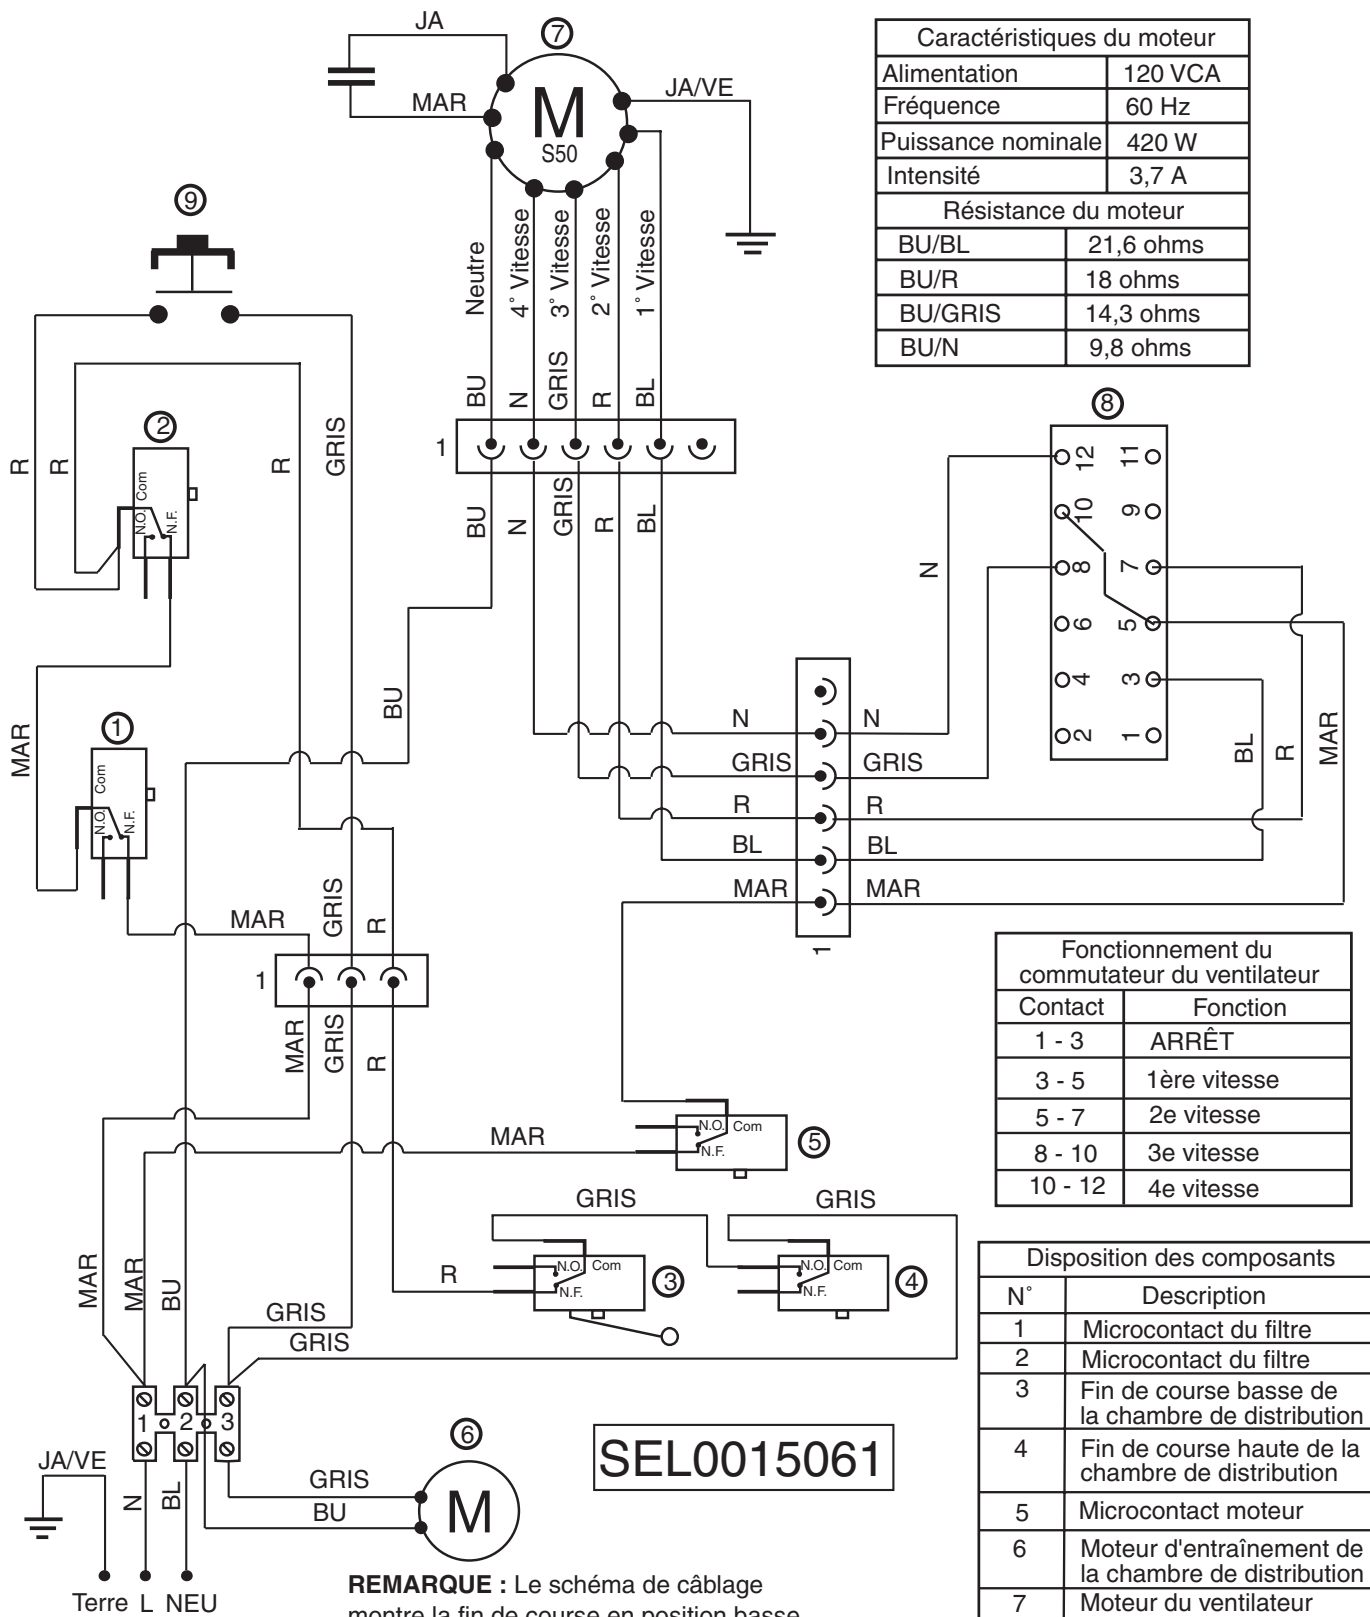 JA
7
MAR
M
S50
JA/VE
Caractéristiques du moteur
Alimentation 120 VCA
Fréquence 60 Hz
Puissance nominale 420 W
Intensité 3,7 A
Résistance du moteur
BU/BL 21,6 ohms
BU/R 18 ohms
BU/GRIS 14,3 ohms
BU/N 9,8 ohms
9
Neutre
4° Vitesse
3° Vitesse
2° Vitesse
1° Vitesse
BU
N
GRIS
R
BL
1
BU
N
GRIS
R
BL
R
R
R
GRIS
2
Com
N.O.
N.F.
8
12 11
10 9
8 7
6 5
4 3
2 1
N
BL
R
MAR
MAR
1
Com
N.O.
N.F.
BU
N N
GRIS GRIS
R R
BL BL
MAR MAR
1
MAR
GRIS
R
1
MAR
GRIS
R
Fonctionnement du
commutateur du ventilateur
Contact Fonction
1 - 3 ARRÊT
3 - 5 1ère vitesse
5 - 7 2e vitesse
8 - 10 3e vitesse
10 - 12 4e vitesse
MAR
N.O. Com
N.F.
5
GRIS
GRIS
R
N.O. Com
N.F.
3
N.O. Com
N.F.
4
MAR
MAR
BU
GRIS
GRIS
1 2 3
JA/VE
N
BL
Terre L NEU
GRIS
BU
6
M
SEL0015061
REMARQUE : Le schéma de câblage
montre la fin de course en position basse
Disposition des composants
N° Description
1 Microcontact du filtre
2 Microcontact du filtre
3 Fin de course basse de
la chambre de distribution
4 Fin de course haute de la
chambre de distribution
5 Microcontact moteur
6 Moteur d'entraînement de
la chambre de distribution
7 Moteur du ventilateur